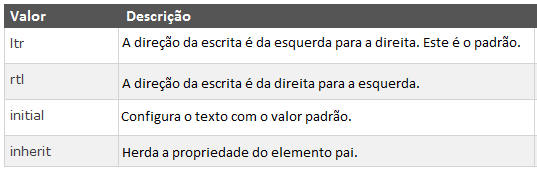 Valor Descrição
ltr A direção da escrita é da esquerda para a direita. Este é o padrão.
rtl A direção da escrita é da direita para a esquerda.
initial Configura o texto com o valor padrão.
inherit Herda a propriedade do elemento pai.